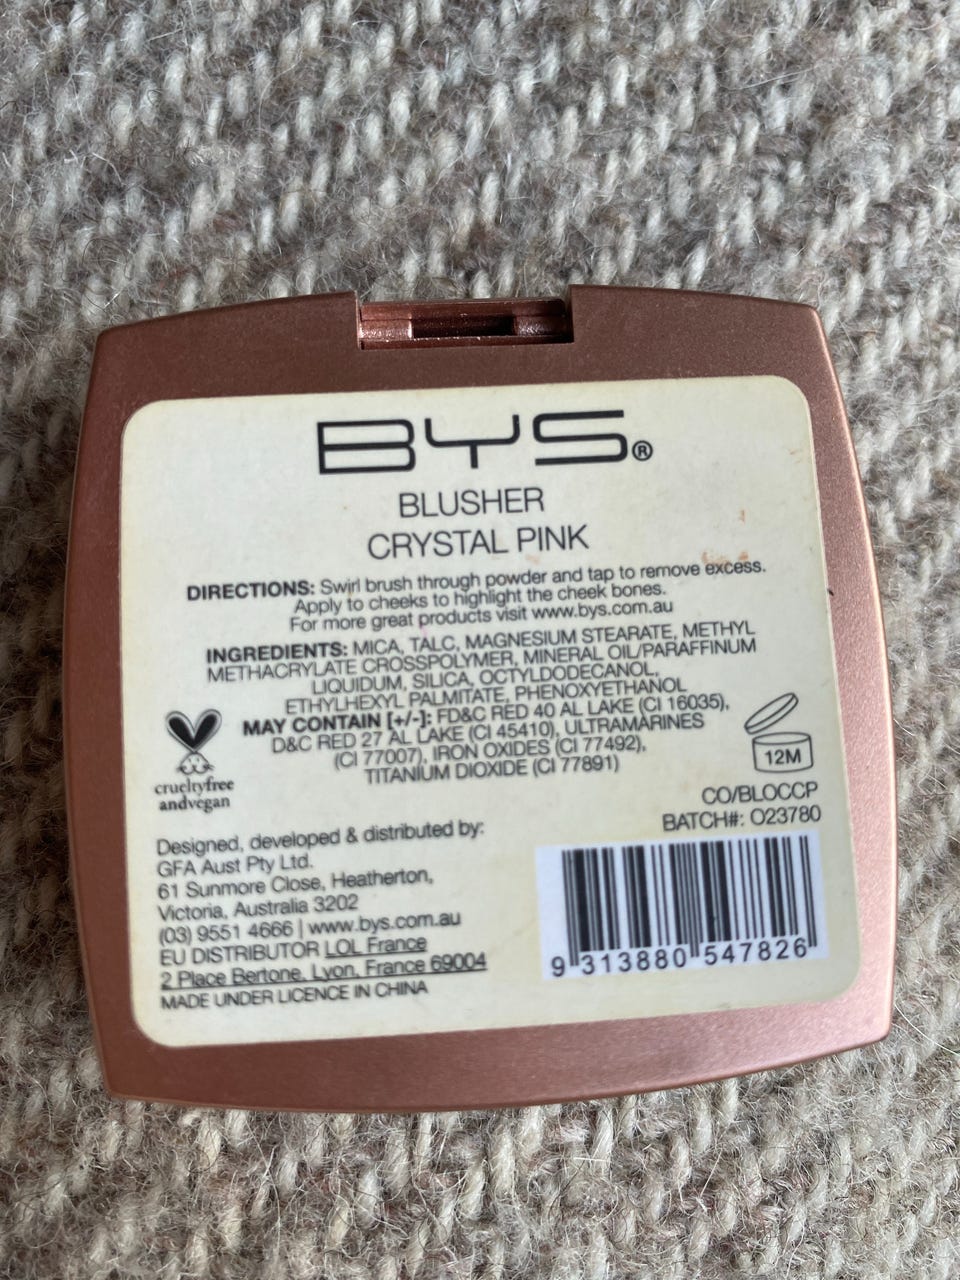 BYS®
BLUSHER
CRYSTAL PINK
DIRECTIONS: Swirl brush through powder and tap to remove excess.
Apply to cheeks to highlight the cheek bones.
For more great products visit www.bys.com.au
INGREDIENTS: MICA, TALC, MAGNESIUM STEARATE, METHYL
METHACRYLATE CROSSPOLYMER, MINERAL OIL/PARAFFINUM
LIQUIDUM, SILICA, OCTYLDODECANOL,
ETHYLHEXYL PALMITATE, PHENOXYETHANOL
MAY CONTAIN [+/-]: FD&C RED 40 AL LAKE (CI 16035),
D&C RED 27 AL LAKE (CI 45410), ULTRAMARINES
(CI 77007), IRON OXIDES (CI 77492),
TITANIUM DIOXIDE (CI 77891)
12M
crueltyfree
andvegan
CO/BLOCCP
BATCH#: O23780
Designed, developed & distributed by:
GFA Aust Pty Ltd.
61 Sunmore Close, Heatherton,
Victoria, Australia 3202
(03) 9551 4666 | www.bys.com.au
EU DISTRIBUTOR LOL France
2 Place Bertone, Lyon, France 69004
MADE UNDER LICENCE IN CHINA
9 313880 547826